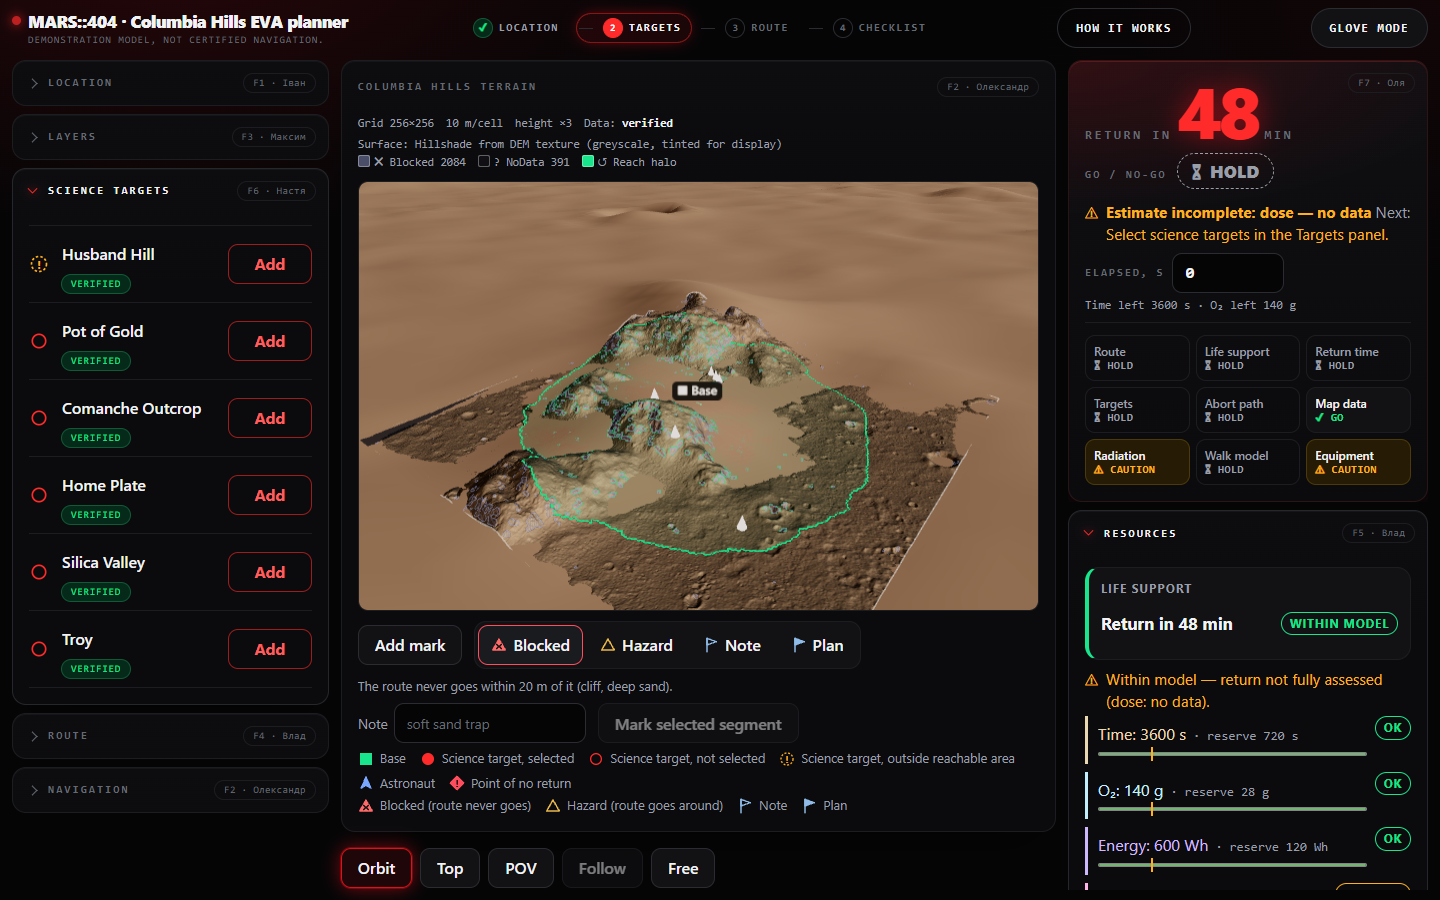 MARS::404 · Columbia Hills EVA planner
DEMONSTRATION MODEL, NOT CERTIFIED NAVIGATION.
LOCATION
2 TARGETS
3 ROUTE
4 CHECKLIST
HOW IT WORKS
GLOVE MODE
LOCATION
F1 · Іван
LAYERS
F3 · Максим
SCIENCE TARGETS
F6 · Настя
Husband Hill
VERIFIED
Add
Pot of Gold
VERIFIED
Add
Comanche Outcrop
VERIFIED
Add
Home Plate
VERIFIED
Add
Silica Valley
VERIFIED
Add
Troy
VERIFIED
Add
ROUTE
F4 · Влад
NAVIGATION
F2 · Олександр
COLUMBIA HILLS TERRAIN
F2 · Олександр
Grid 256×256 10 m/cell height ×3 Data: verified
Surface: Hillshade from DEM texture (greyscale, tinted for display)
✕ Blocked 2084 ? NoData 391 ↺ Reach halo
Base
Add mark
Blocked
Hazard
Note
Plan
The route never goes within 20 m of it (cliff, deep sand).
Note
soft sand trap
Mark selected segment
Base
Science target, selected
Science target, not selected
Science target, outside reachable area
Astronaut
Point of no return
Blocked (route never goes)
Hazard (route goes around)
Note
Plan
Orbit
Top
POV
Follow
Free
F7 · Оля
RETURN IN 48 MIN
GO / NO-GO
HOLD
Estimate incomplete: dose — no data Next:
Select science targets in the Targets panel.
ELAPSED, S
0
Time left 3600 s · O₂ left 140 g
Route
HOLD
Life support
HOLD
Return time
HOLD
Targets
HOLD
Abort path
HOLD
Map data
GO
Radiation
CAUTION
Walk model
HOLD
Equipment
CAUTION
RESOURCES
F5 · Влад
LIFE SUPPORT
Return in 48 min
WITHIN MODEL
Within model — return not fully assessed
(dose: no data).
Time: 3600 s · reserve 720 s
OK
O₂: 140 g · reserve 28 g
OK
Energy: 600 Wh · reserve 120 Wh
OK